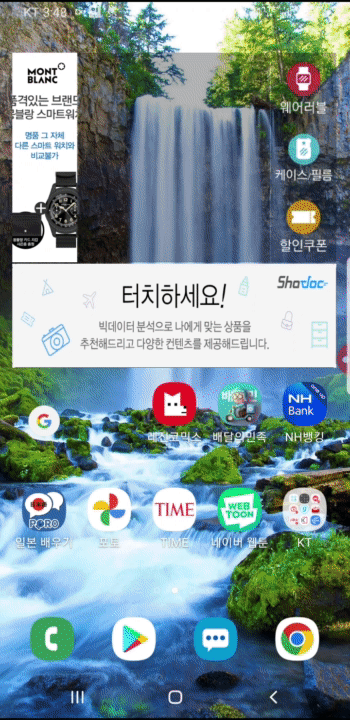 KT 3:48
MONT
BLANC
품격있는 브랜드
몽블랑 스마트워치
명품 그 자체
다른 스마트 워치와
비교불가
웨어러블
케이스/필름
할인쿠폰
Shodoc
터치하세요!
빅데이터 분석으로 나에게 맞는 상품을
추천해드리고 다양한 컨텐츠를 제공해드립니다.
G
NH
Bank
레진코믹스
배달의민족
NH뱅킹
PORO
TIME
WEB
TOON
일본 배우기
포토
TIME
네이버 웹툰
KT